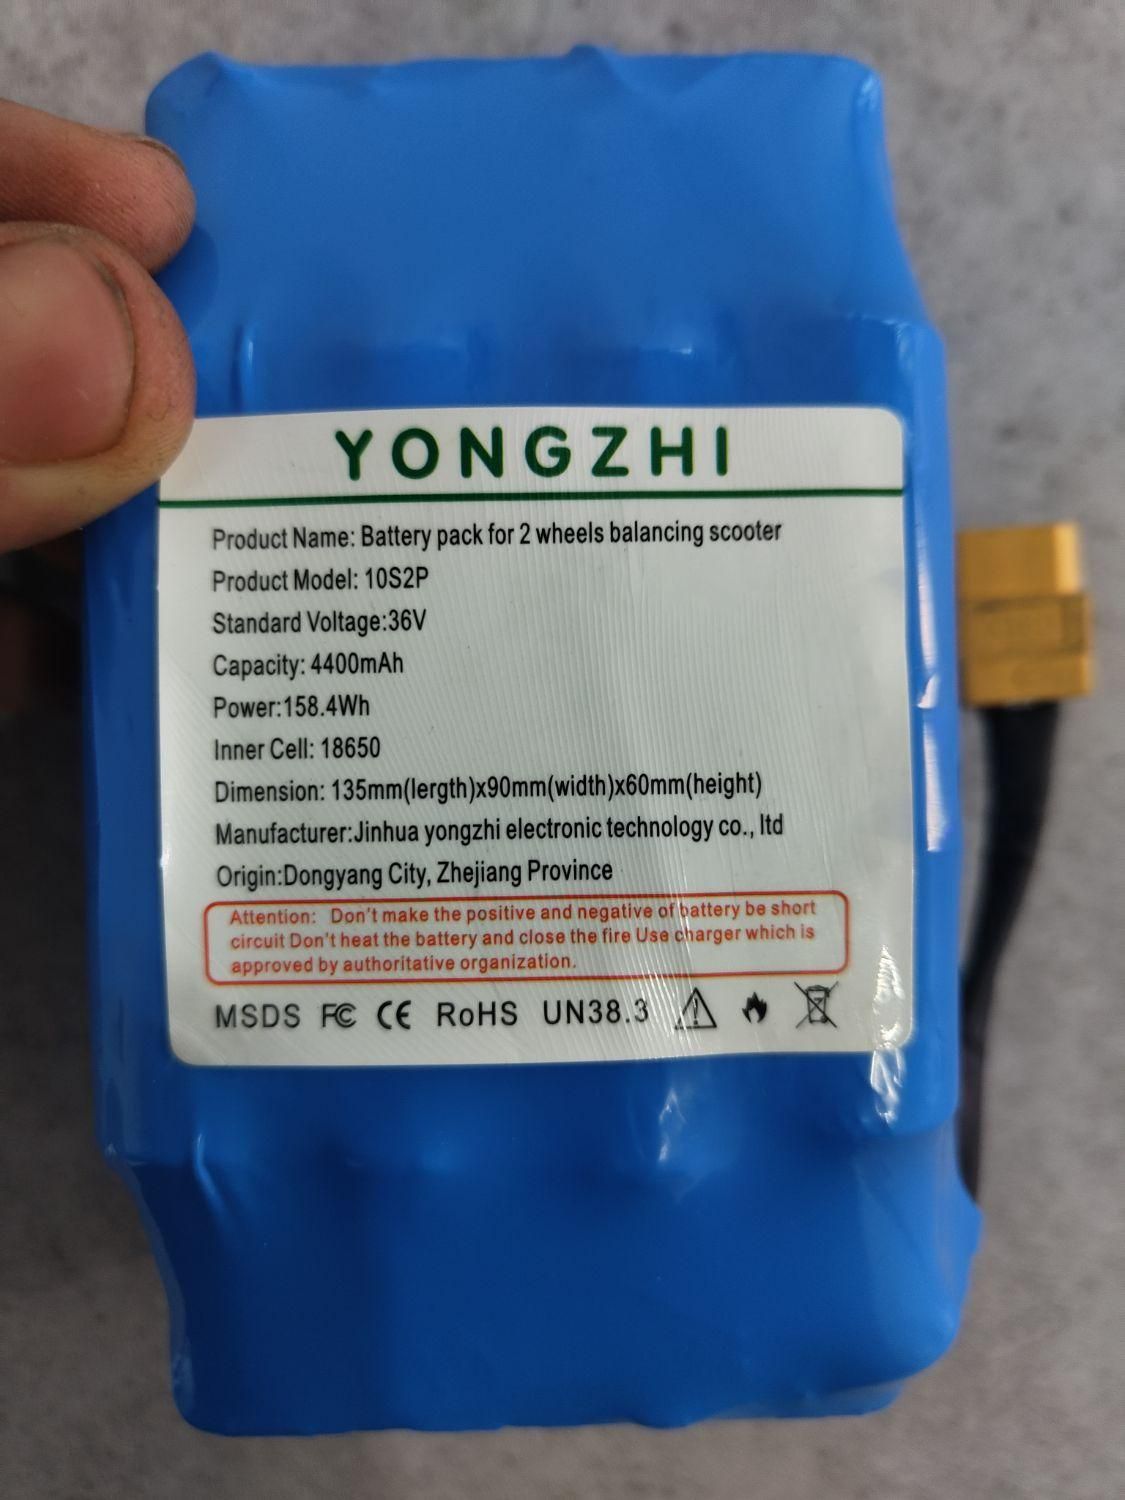 YONGZHI
Product Name: Battery pack for 2 wheels balancing scooter
Product Model: 10S2P
Standard Voltage:36V
Capacity: 4400mAh
Power:158.4Wh
Inner Cell: 18650
Dimension: 135mm(lergth)x90mm(width)x60mm(height)
Manufacturer:Jinhua yongzhi electronic technology co., ltd
Origin:Dongyang City, Zhejiang Province
Attention: Don't make the positive and negative of battery be short
circuit Don't heat the battery and close the fire Use charger which is
approved by authoritative organization.
MSDS FC CE RoHS UN38.3